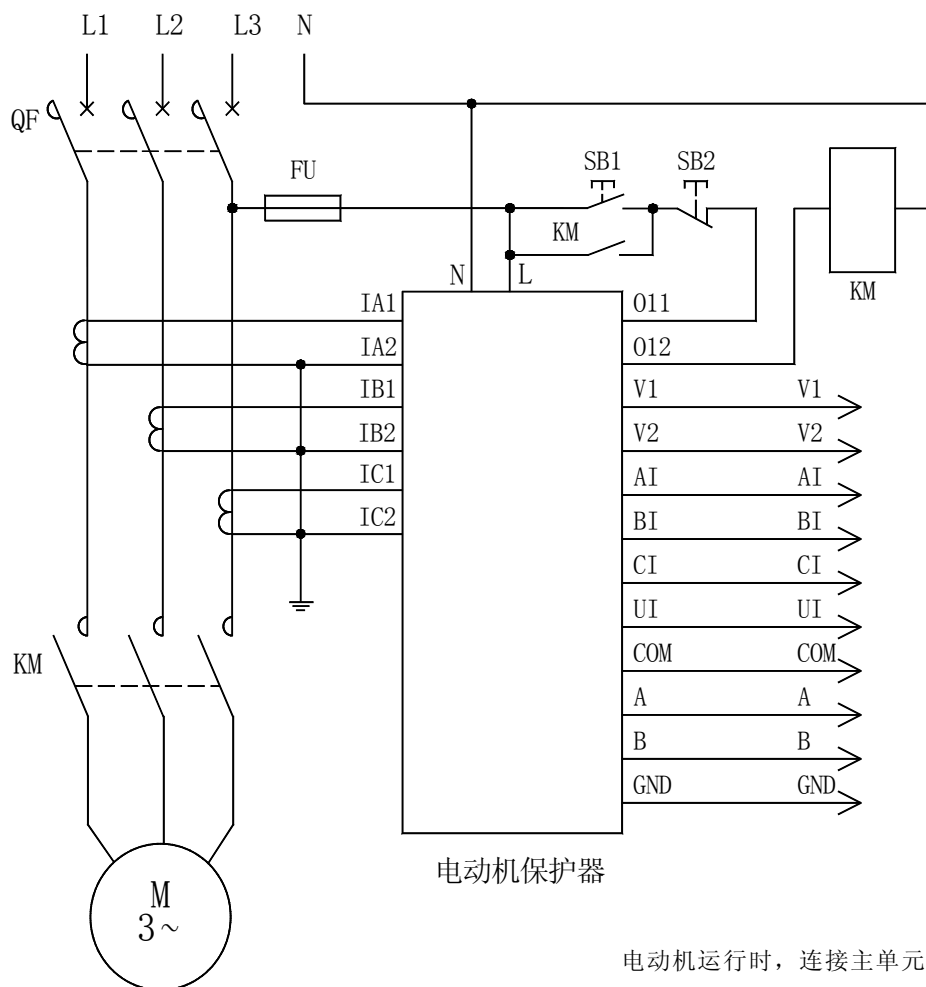 L1 L2 L3 N
QF
FU
SB1 SB2
KM
KM
N L
IA1 O11
IA2 O12
IB1 V1 V1
IB2 V2 V2
IC1 AI AI
IC2 BI BI
CI CI
UI UI
KM
COM COM
A A
B B
GND GND
电动机保护器
M
3~
电动机运行时，连接主单元